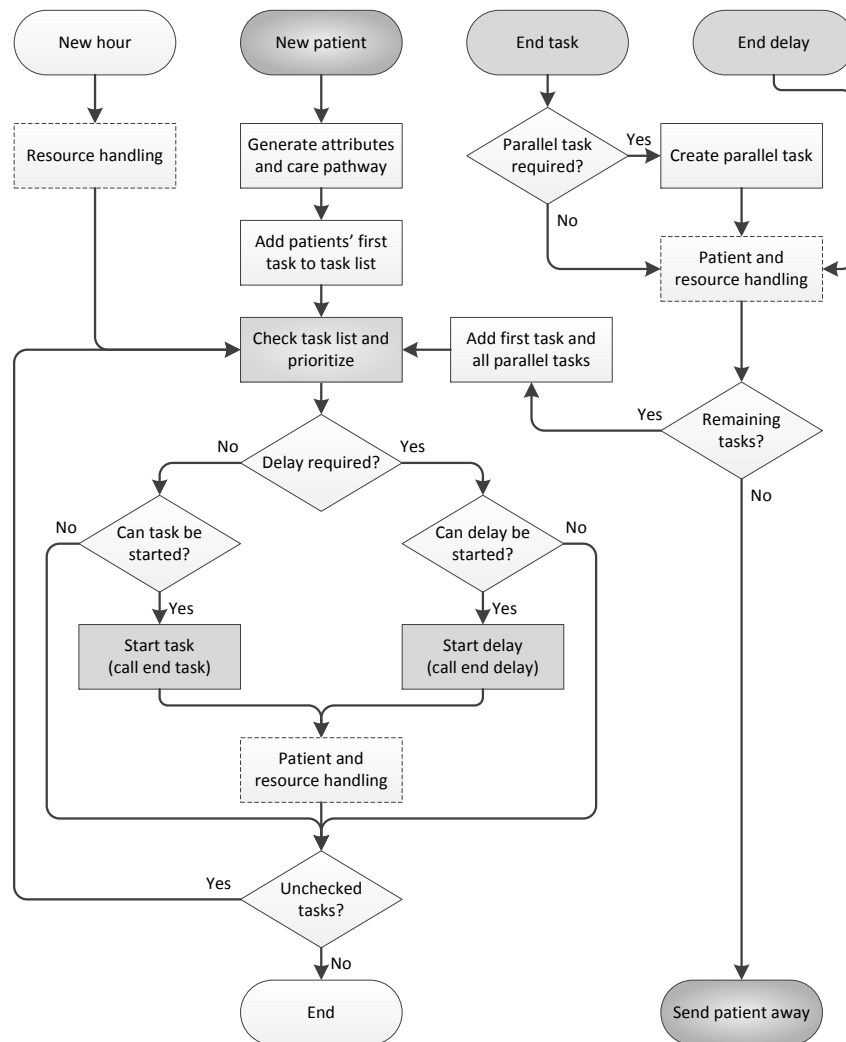 New hour
New patient
End task
End delay
Resource handling
Generate attributes
and care pathway
Parallel task
required?
Yes
Create parallel task
No
Add patients’ first
task to task list
Patient and
resource handling
Check task list and
prioritize
Add first task and
all parallel tasks
Yes
Remaining
tasks?
No
No
Delay required?
Yes
No
Can task be
started?
Yes
Can delay be
started?
No
Yes
Start task
(call end task)
Start delay
(call end delay)
Patient and
resource handling
Yes
Unchecked
tasks?
No
End
Send patient away